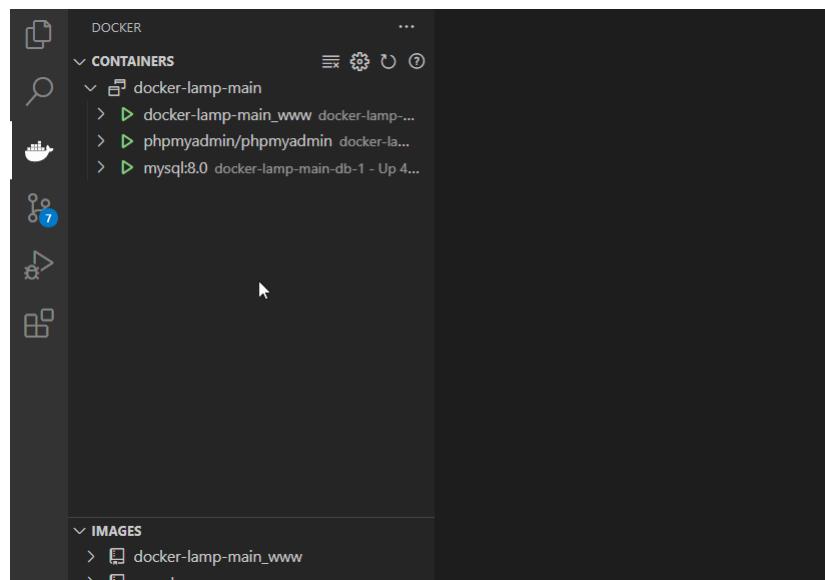 DOCKER
CONTAINERS
docker-lamp-main
docker-lamp-main_www docker-lamp-...
phpmyadmin/phpmyadmin docker-la...
mysql:8.0 docker-lamp-main-db-1 - Up 4...
7
IMAGES
docker-lamp-main_www